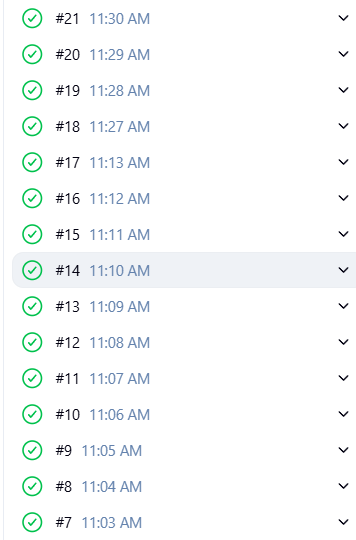 #21 11:30 AM
#20 11:29 AM
#19 11:28 AM
#18 11:27 AM
#17 11:13 AM
#16 11:12 AM
#15 11:11 AM
#14 11:10 AM
#13 11:09 AM
#12 11:08 AM
#11 11:07 AM
#10 11:06 AM
#9 11:05 AM
#8 11:04 AM
#7 11:03 AM